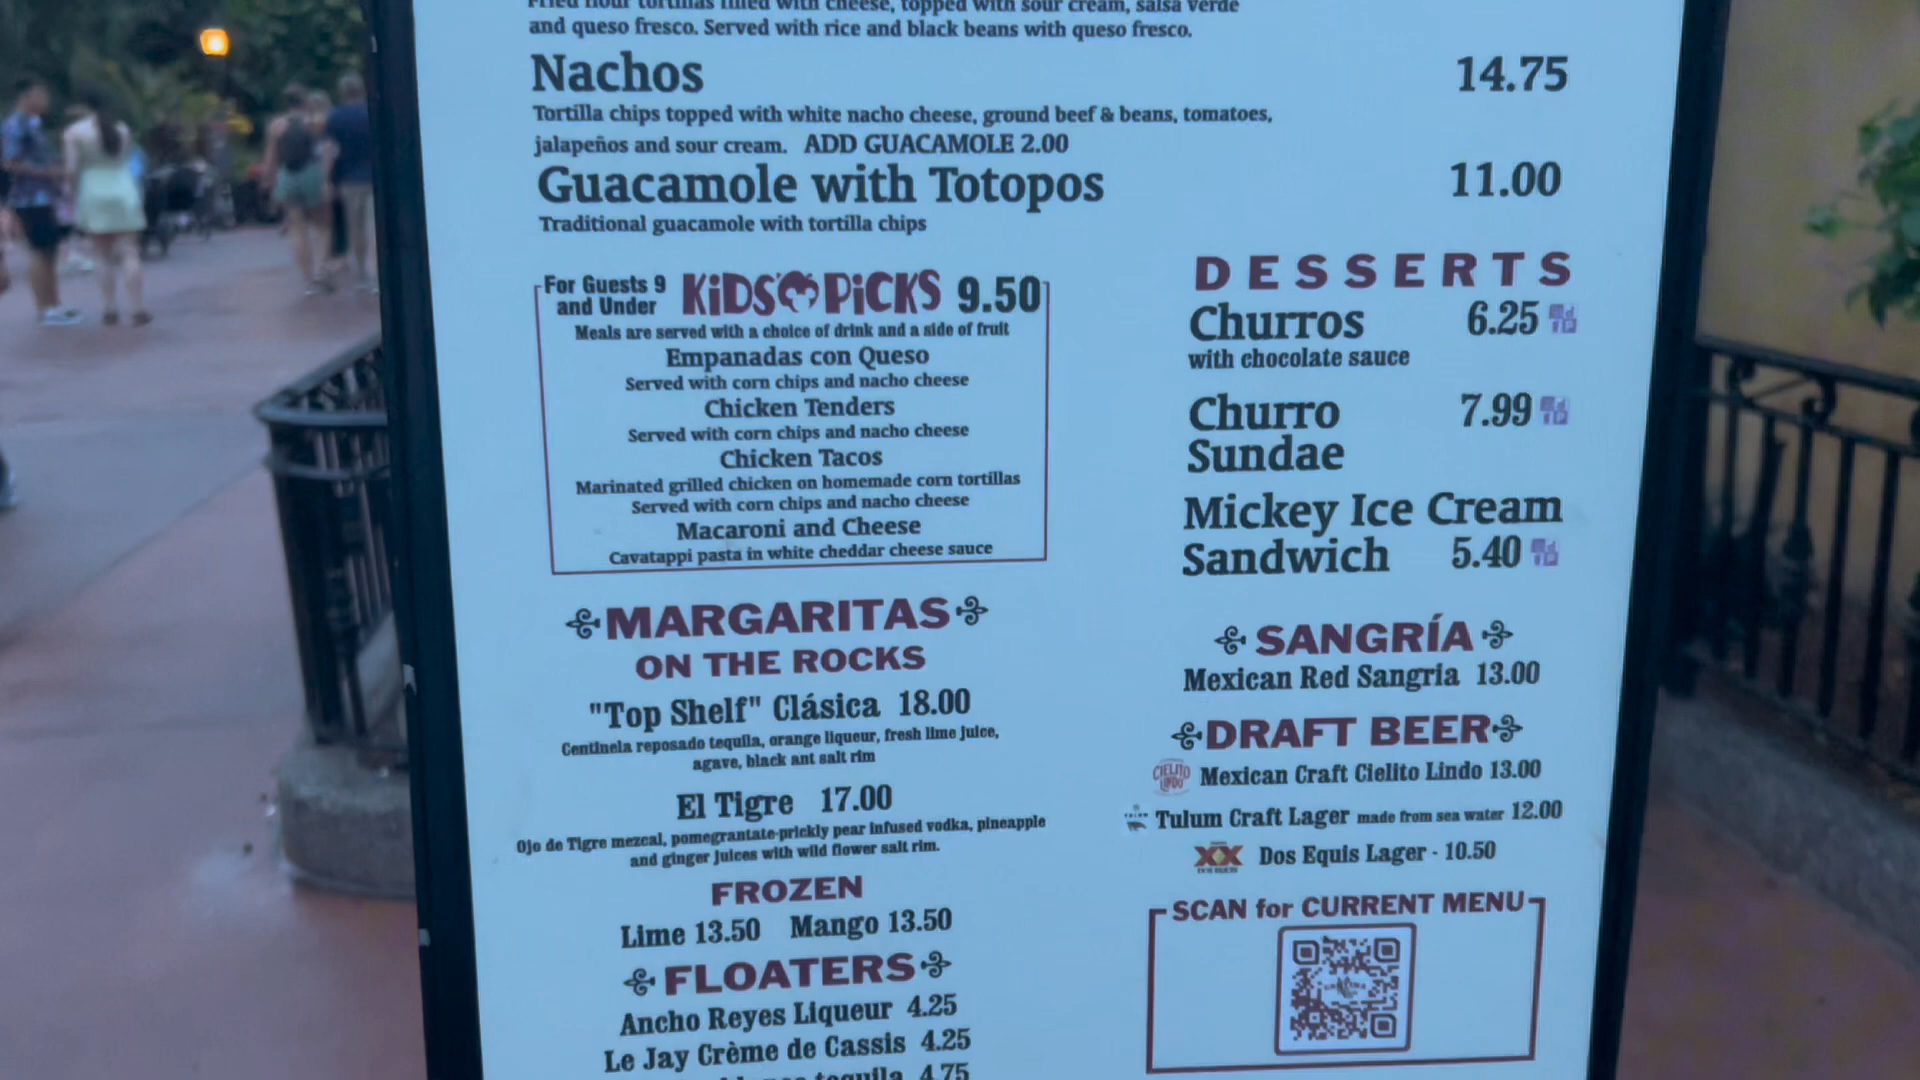 Fried flour tortillas filled with cheese, topped with sour cream, salsa verde
and queso fresco. Served with rice and black beans with queso fresco.
Nachos 14.75
Tortilla chips topped with white nacho cheese, ground beef & beans, tomatoes,
jalapeños and sour cream. ADD GUACAMOLE 2.00
Guacamole with Totopos 11.00
Traditional guacamole with tortilla chips
For Guests 9
and Under
KiDS PiCKS 9.50
Meals are served with a choice of drink and a side of fruit
Empanadas con Queso
Served with corn chips and nacho cheese
Chicken Tenders
Served with corn chips and nacho cheese
Chicken Tacos
Marinated grilled chicken on homemade corn tortillas
Served with corn chips and nacho cheese
Macaroni and Cheese
Cavatappi pasta in white cheddar cheese sauce
DESSERTS
Churros 6.25
with chocolate sauce
Churro 7.99
Sundae
Mickey Ice Cream
Sandwich 5.40
MARGARITAS
ON THE ROCKS
"Top Shelf" Clásica 18.00
Centinela reposado tequila, orange liqueur, fresh lime juice,
agave, black ant salt rim
El Tigre 17.00
Ojo de Tigre mezcal, pomegrantate-prickly pear infused vodka, pineapple
and ginger juices with wild flower salt rim.
FROZEN
Lime 13.50 Mango 13.50
FLOATERS
Ancho Reyes Liqueur 4.25
Le Jay Crème de Cassis 4.25
tequila 4.75
SANGRÍA
Mexican Red Sangria 13.00
DRAFT BEER
CIELITO
LINDO
Mexican Craft Cielito Lindo 13.00
Tulum Craft Lager made from sea water 12.00
XX
Dos Equis Lager - 10.50
SCAN for CURRENT MENU